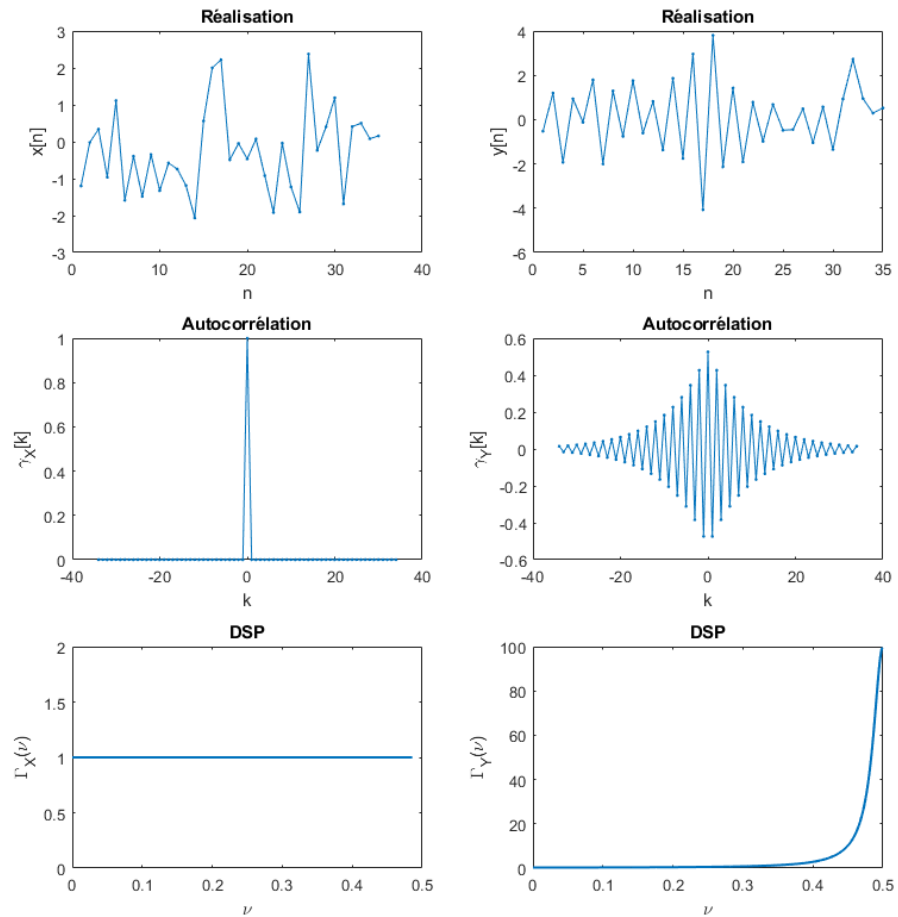 Réalisation
x[n]
3
2
1
0
-1
-2
-3
0 10 20 30 40
n
Réalisation
y[n]
4
2
0
-2
-4
-6
0 5 10 15 20 25 30 35
n
Autocorrélation
γX[k]
1
0.8
0.6
0.4
0.2
0
-40 -20 0 20 40
k
Autocorrélation
γY[k]
0.6
0.4
0.2
0
-0.2
-0.4
-0.6
-40 -20 0 20 40
k
DSP
ΓX(ν)
2
1.5
1
0.5
0
0 0.1 0.2 0.3 0.4 0.5
ν
DSP
ΓY(ν)
100
80
60
40
20
0
0 0.1 0.2 0.3 0.4 0.5
ν